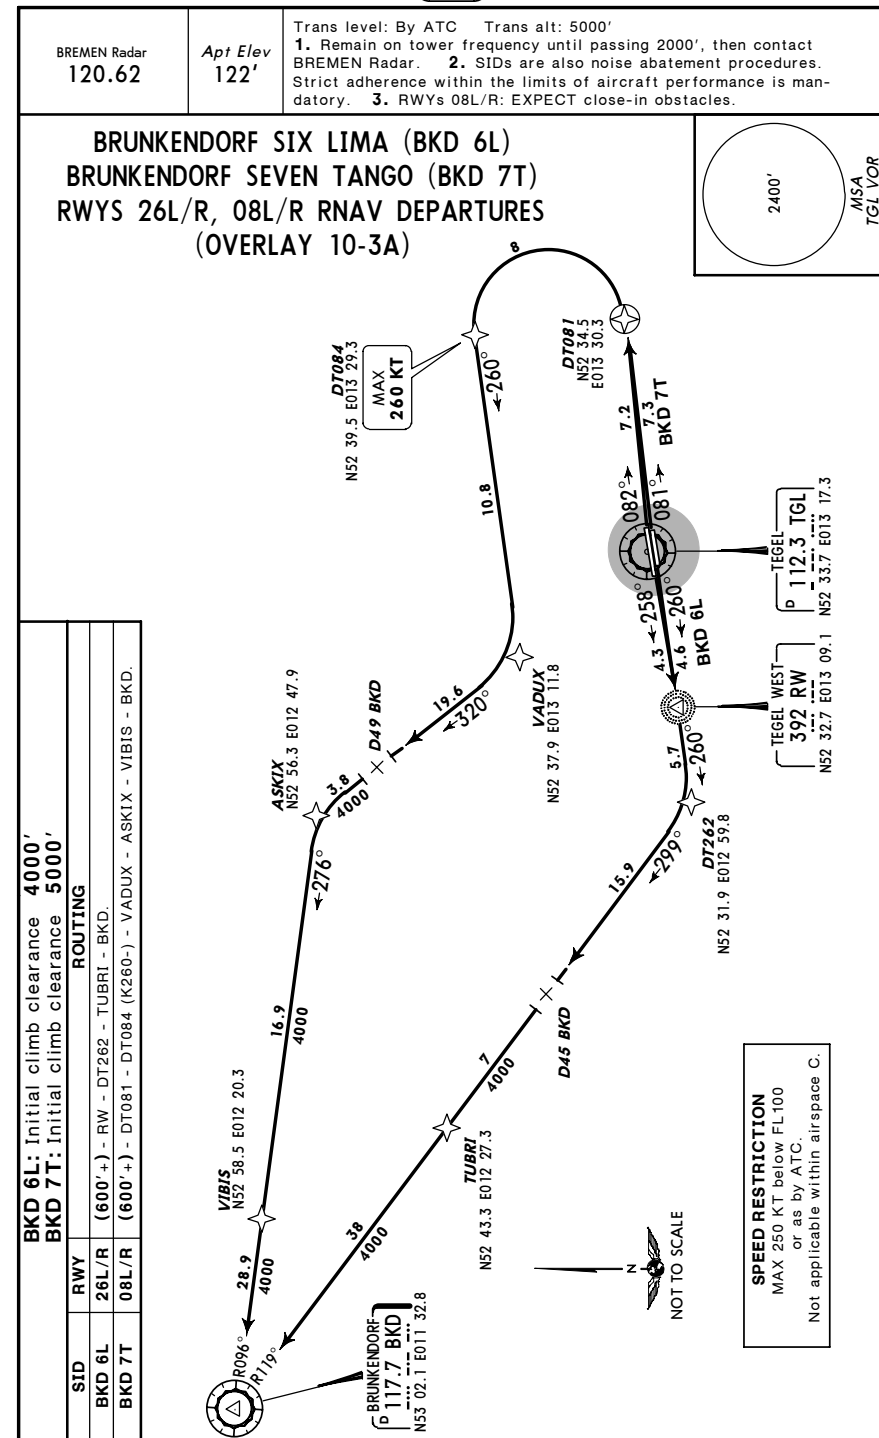 BREMEN Radar
120.62
Apt Elev
122'
Trans level: By ATC Trans alt: 5000'
1. Remain on tower frequency until passing 2000', then contact
BREMEN Radar. 2. SIDs are also noise abatement procedures.
Strict adherence within the limits of aircraft performance is man-
datory. 3. RWYs 08L/R: EXPECT close-in obstacles.
BRUNKENDORF SIX LIMA (BKD 6L)
BRUNKENDORF SEVEN TANGO (BKD 7T)
RWYS 26L/R, 08L/R RNAV DEPARTURES
(OVERLAY 10-3A)
2400'
MSA
TGL VOR
8
DT084
N52 39.5 E013 29.3
MAX
260 KT
260°
DT081
N52 34.5
E013 30.3
7.2
7.3
BKD 7T
082°
081°
10.8
TEGEL
D 112.3 TGL
N52 33.7 E013 17.3
258°
260°
4.3
4.6
BKD 6L
TEGEL WEST
392 RW
N52 32.7 E013 09.1
VADUX
N52 37.9 E013 11.8
19.6
320°
D49 BKD
5.7
260°
DT262
N52 31.9 E012 59.8
299°
15.9
ASKIX
N52 56.3 E012 47.9
3.8
4000
276°
D45 BKD
16.9
4000
7
4000
VIBIS
N52 58.5 E012 20.3
TUBRI
N52 43.3 E012 27.3
38
4000
28.9
4000
R096°
R119°
BRUNKENDORF
D 117.7 BKD
N53 02.1 E011 32.8
N
NOT TO SCALE
SPEED RESTRICTION
MAX 250 KT below FL100
or as by ATC.
Not applicable within airspace C.
BKD 6L: Initial climb clearance 4000'
BKD 7T: Initial climb clearance 5000'
SID RWY ROUTING
BKD 6L 26L/R (600'+) - RW - DT262 - TUBRI - BKD.
BKD 7T 08L/R (600'+) - DT081 - DT084 (K260-) - VADUX - ASKIX - VIBIS - BKD.